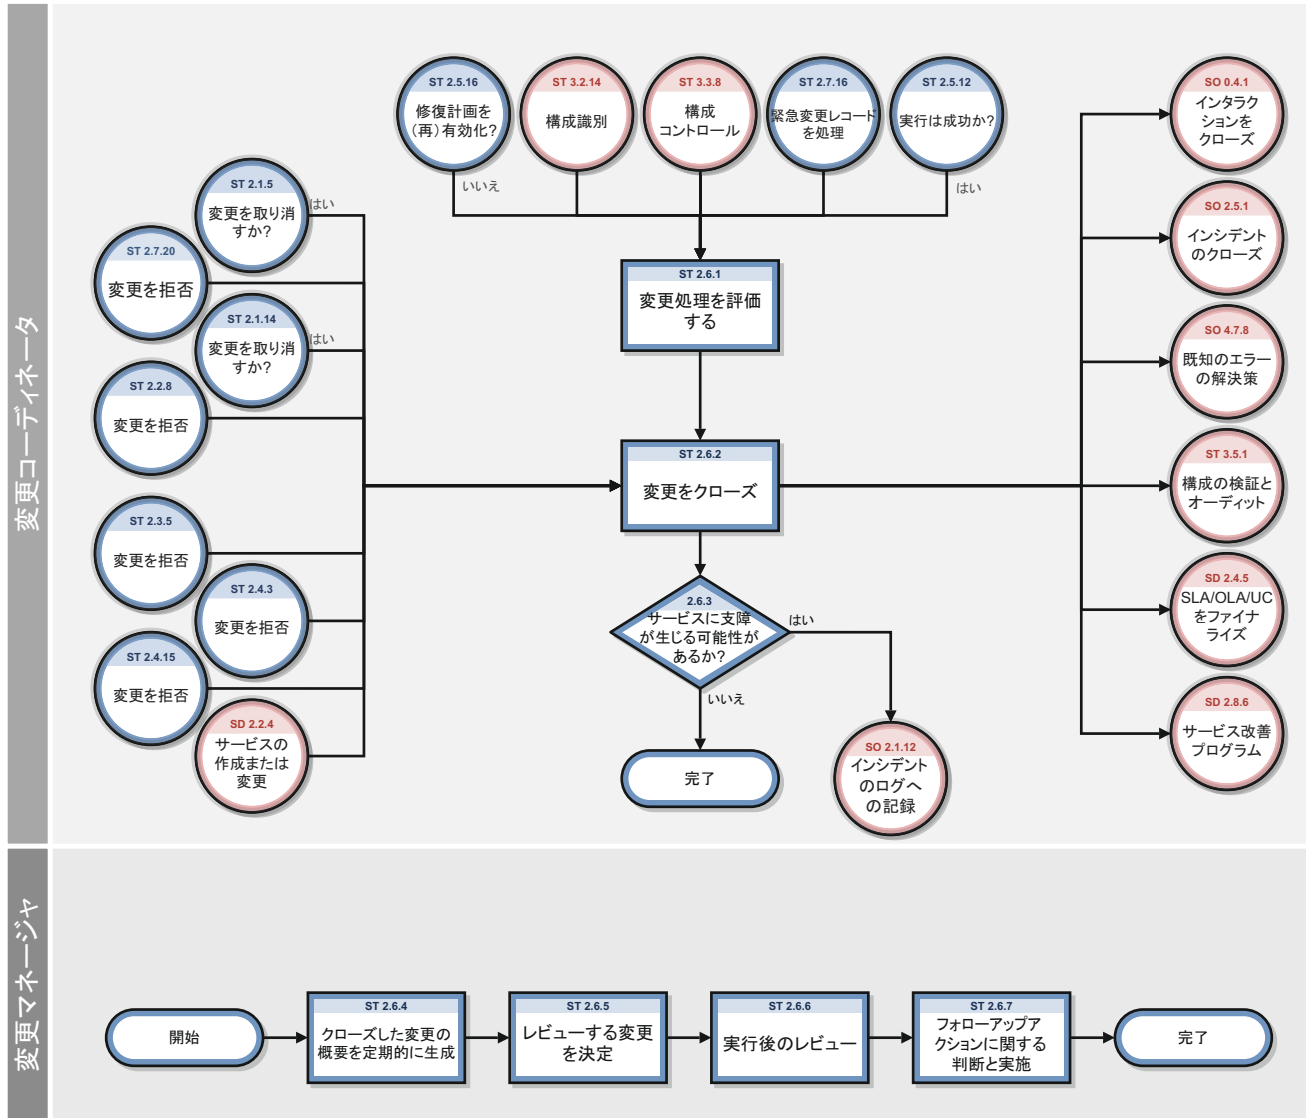 変更コーディネータ
ST 2.5.16
修復計画を
(再)有効化?
いいえ
ST 3.2.14
構成識別
ST 3.3.8
構成
コントロール
ST 2.7.16
緊急変更レコード
を処理
ST 2.5.12
実行は成功か?
はい
ST 2.1.5
変更を取り消
すか?
はい
ST 2.7.20
変更を拒否
ST 2.1.14
変更を取り消
すか?
はい
ST 2.2.8
変更を拒否
ST 2.3.5
変更を拒否
ST 2.4.3
変更を拒否
ST 2.4.15
変更を拒否
SD 2.2.4
サービスの
作成または
変更
ST 2.6.1
変更処理を評価
する
ST 2.6.2
変更をクローズ
2.6.3
サービスに支障
が生じる可能性が
あるか?
はい
いいえ
完了
SO 2.1.12
インシデント
のログへ
の記録
SO 0.4.1
インタラク
ションを
クローズ
SO 2.5.1
インシデント
のクローズ
SO 4.7.8
既知のエラー
の解決策
ST 3.5.1
構成の検証と
オーディット
SD 2.4.5
SLA/OLA/UC
をファイナ
ライズ
SD 2.8.6
サービス改善
プログラム
変更マネージャ
開始
ST 2.6.4
クローズした変更の
概要を定期的に生成
ST 2.6.5
レビューする変更
を決定
ST 2.6.6
実行後のレビュー
ST 2.6.7
フォローアップア
クションに関する
判断と実施
完了